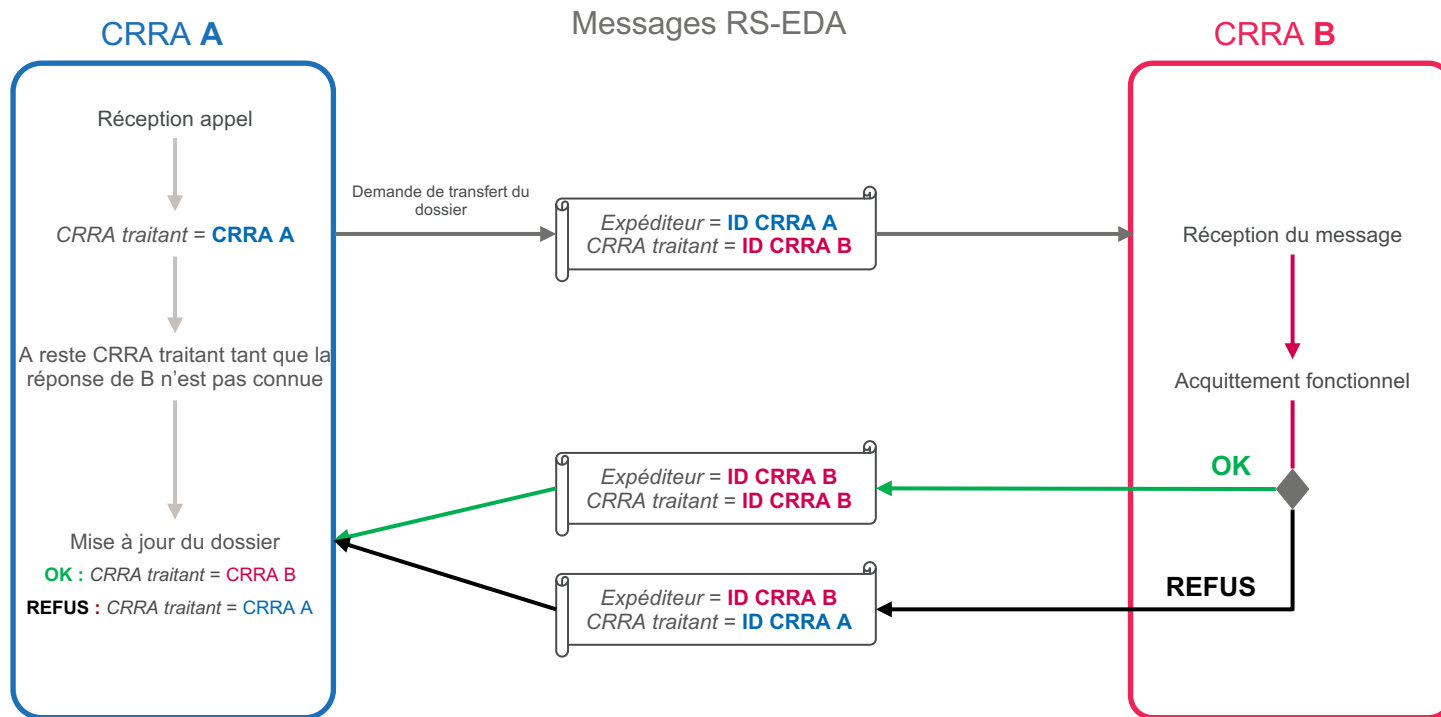 Messages RS-EDA
CRRA A
CRRA B
Réception appel
CRRA traitant = CRRA A
A reste CRRA traitant tant que la
réponse de B n’est pas connue
Mise à jour du dossier
OK : CRRA traitant = CRRA B
REFUS : CRRA traitant = CRRA A
Demande de transfert du
dossier
Expéditeur = ID CRRA A
CRRA traitant = ID CRRA B
Réception du message
Acquittement fonctionnel
OK
Expéditeur = ID CRRA B
CRRA traitant = ID CRRA B
REFUS
Expéditeur = ID CRRA B
CRRA traitant = ID CRRA A